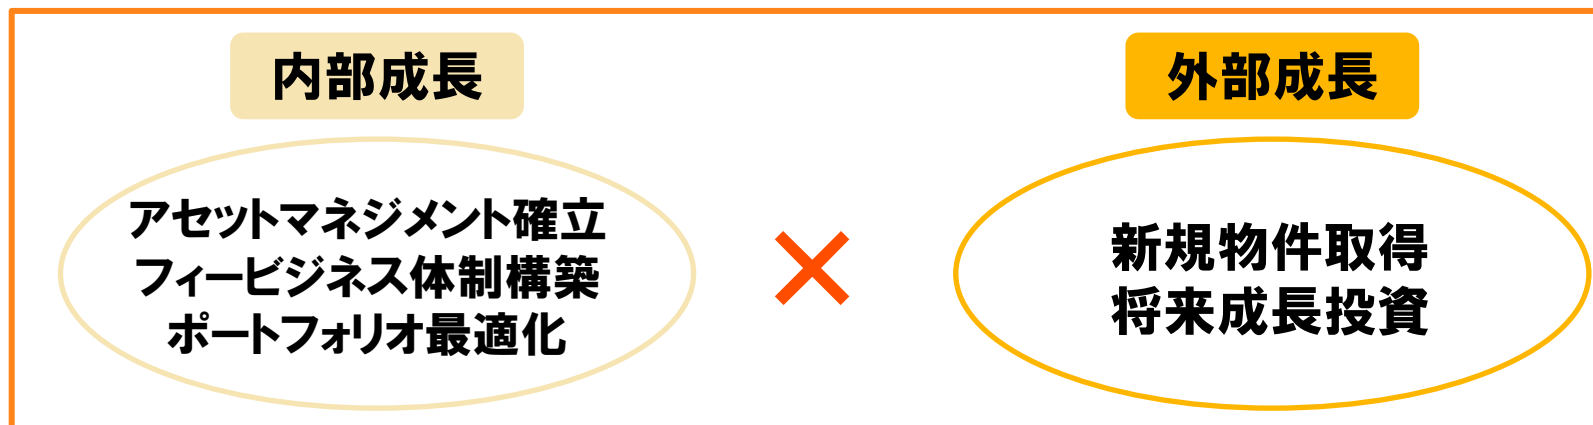 内部成長
アセットマネジメント確立
フィービジネス体制構築
ポートフォリオ最適化
外部成長
新規物件取得
将来成長投資